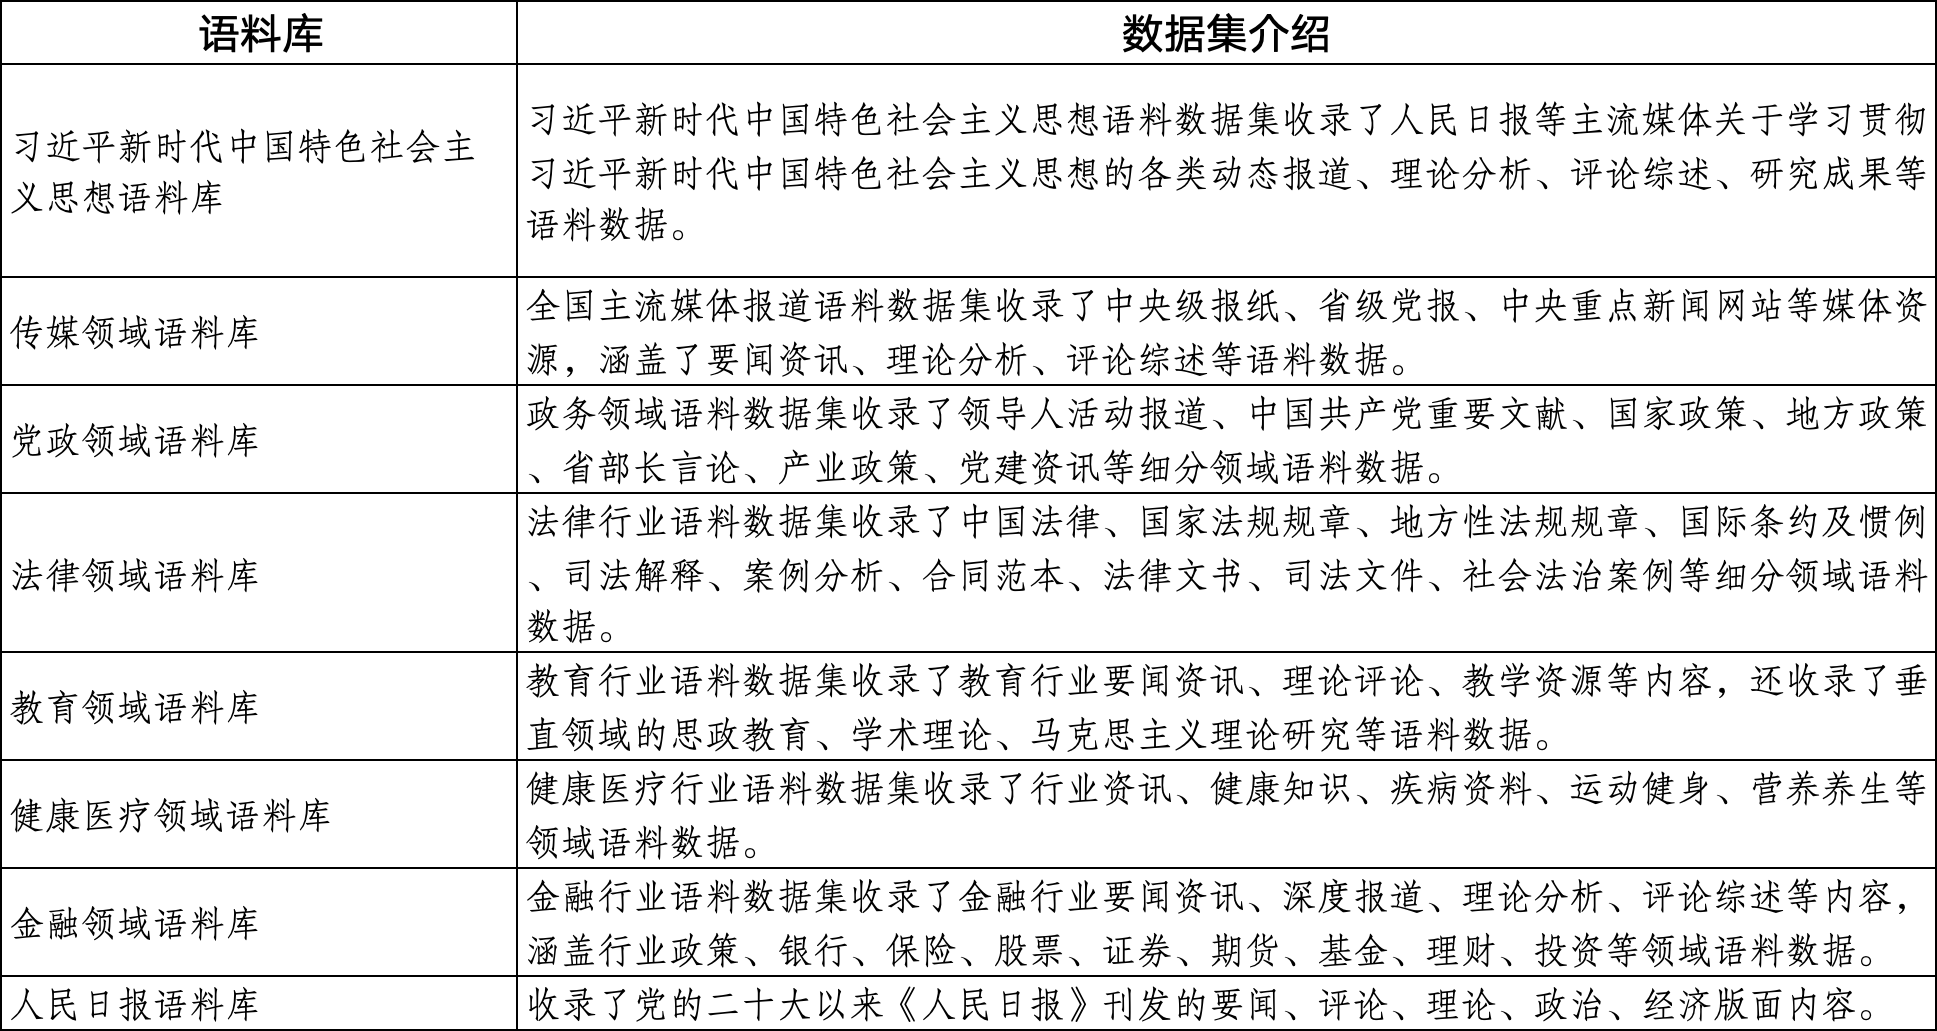 语料库
数据集介绍
习近平新时代中国特色社会主
义思想语料库
习近平新时代中国特色社会主义思想语料数据集收录了人民日报等主流媒体关于学习贯彻
习近平新时代中国特色社会主义思想的各类动态报道、理论分析、评论综述、研究成果等
语料数据。
传媒领域语料库
全国主流媒体报道语料数据集收录了中央级报纸、省级党报、中央重点新闻网站等媒体资
源，涵盖了要闻资讯、理论分析、评论综述等语料数据。
党政领域语料库
政务领域语料数据集收录了领导人活动报道、中国共产党重要文献、国家政策、地方政策
、省部长言论、产业政策、党建资讯等细分领域语料数据。
法律领域语料库
法律行业语料数据集收录了中国法律、国家法规规章、地方性法规规章、国际条约及惯例
、司法解释、案例分析、合同范本、法律文书、司法文件、社会法治案例等细分领域语料
数据。
教育领域语料库
教育行业语料数据集收录了教育行业要闻资讯、理论评论、教学资源等内容，还收录了垂
直领域的思政教育、学术理论、马克思主义理论研究等语料数据。
健康医疗领域语料库
健康医疗行业语料数据集收录了行业资讯、健康知识、疾病资料、运动健身、营养养生等
领域语料数据。
金融领域语料库
金融行业语料数据集收录了金融行业要闻资讯、深度报道、理论分析、评论综述等内容，
涵盖行业政策、银行、保险、股票、证券、期货、基金、理财、投资等领域语料数据。
人民日报语料库
收录了党的二十大以来《人民日报》刊发的要闻、评论、理论、政治、经济版面内容。